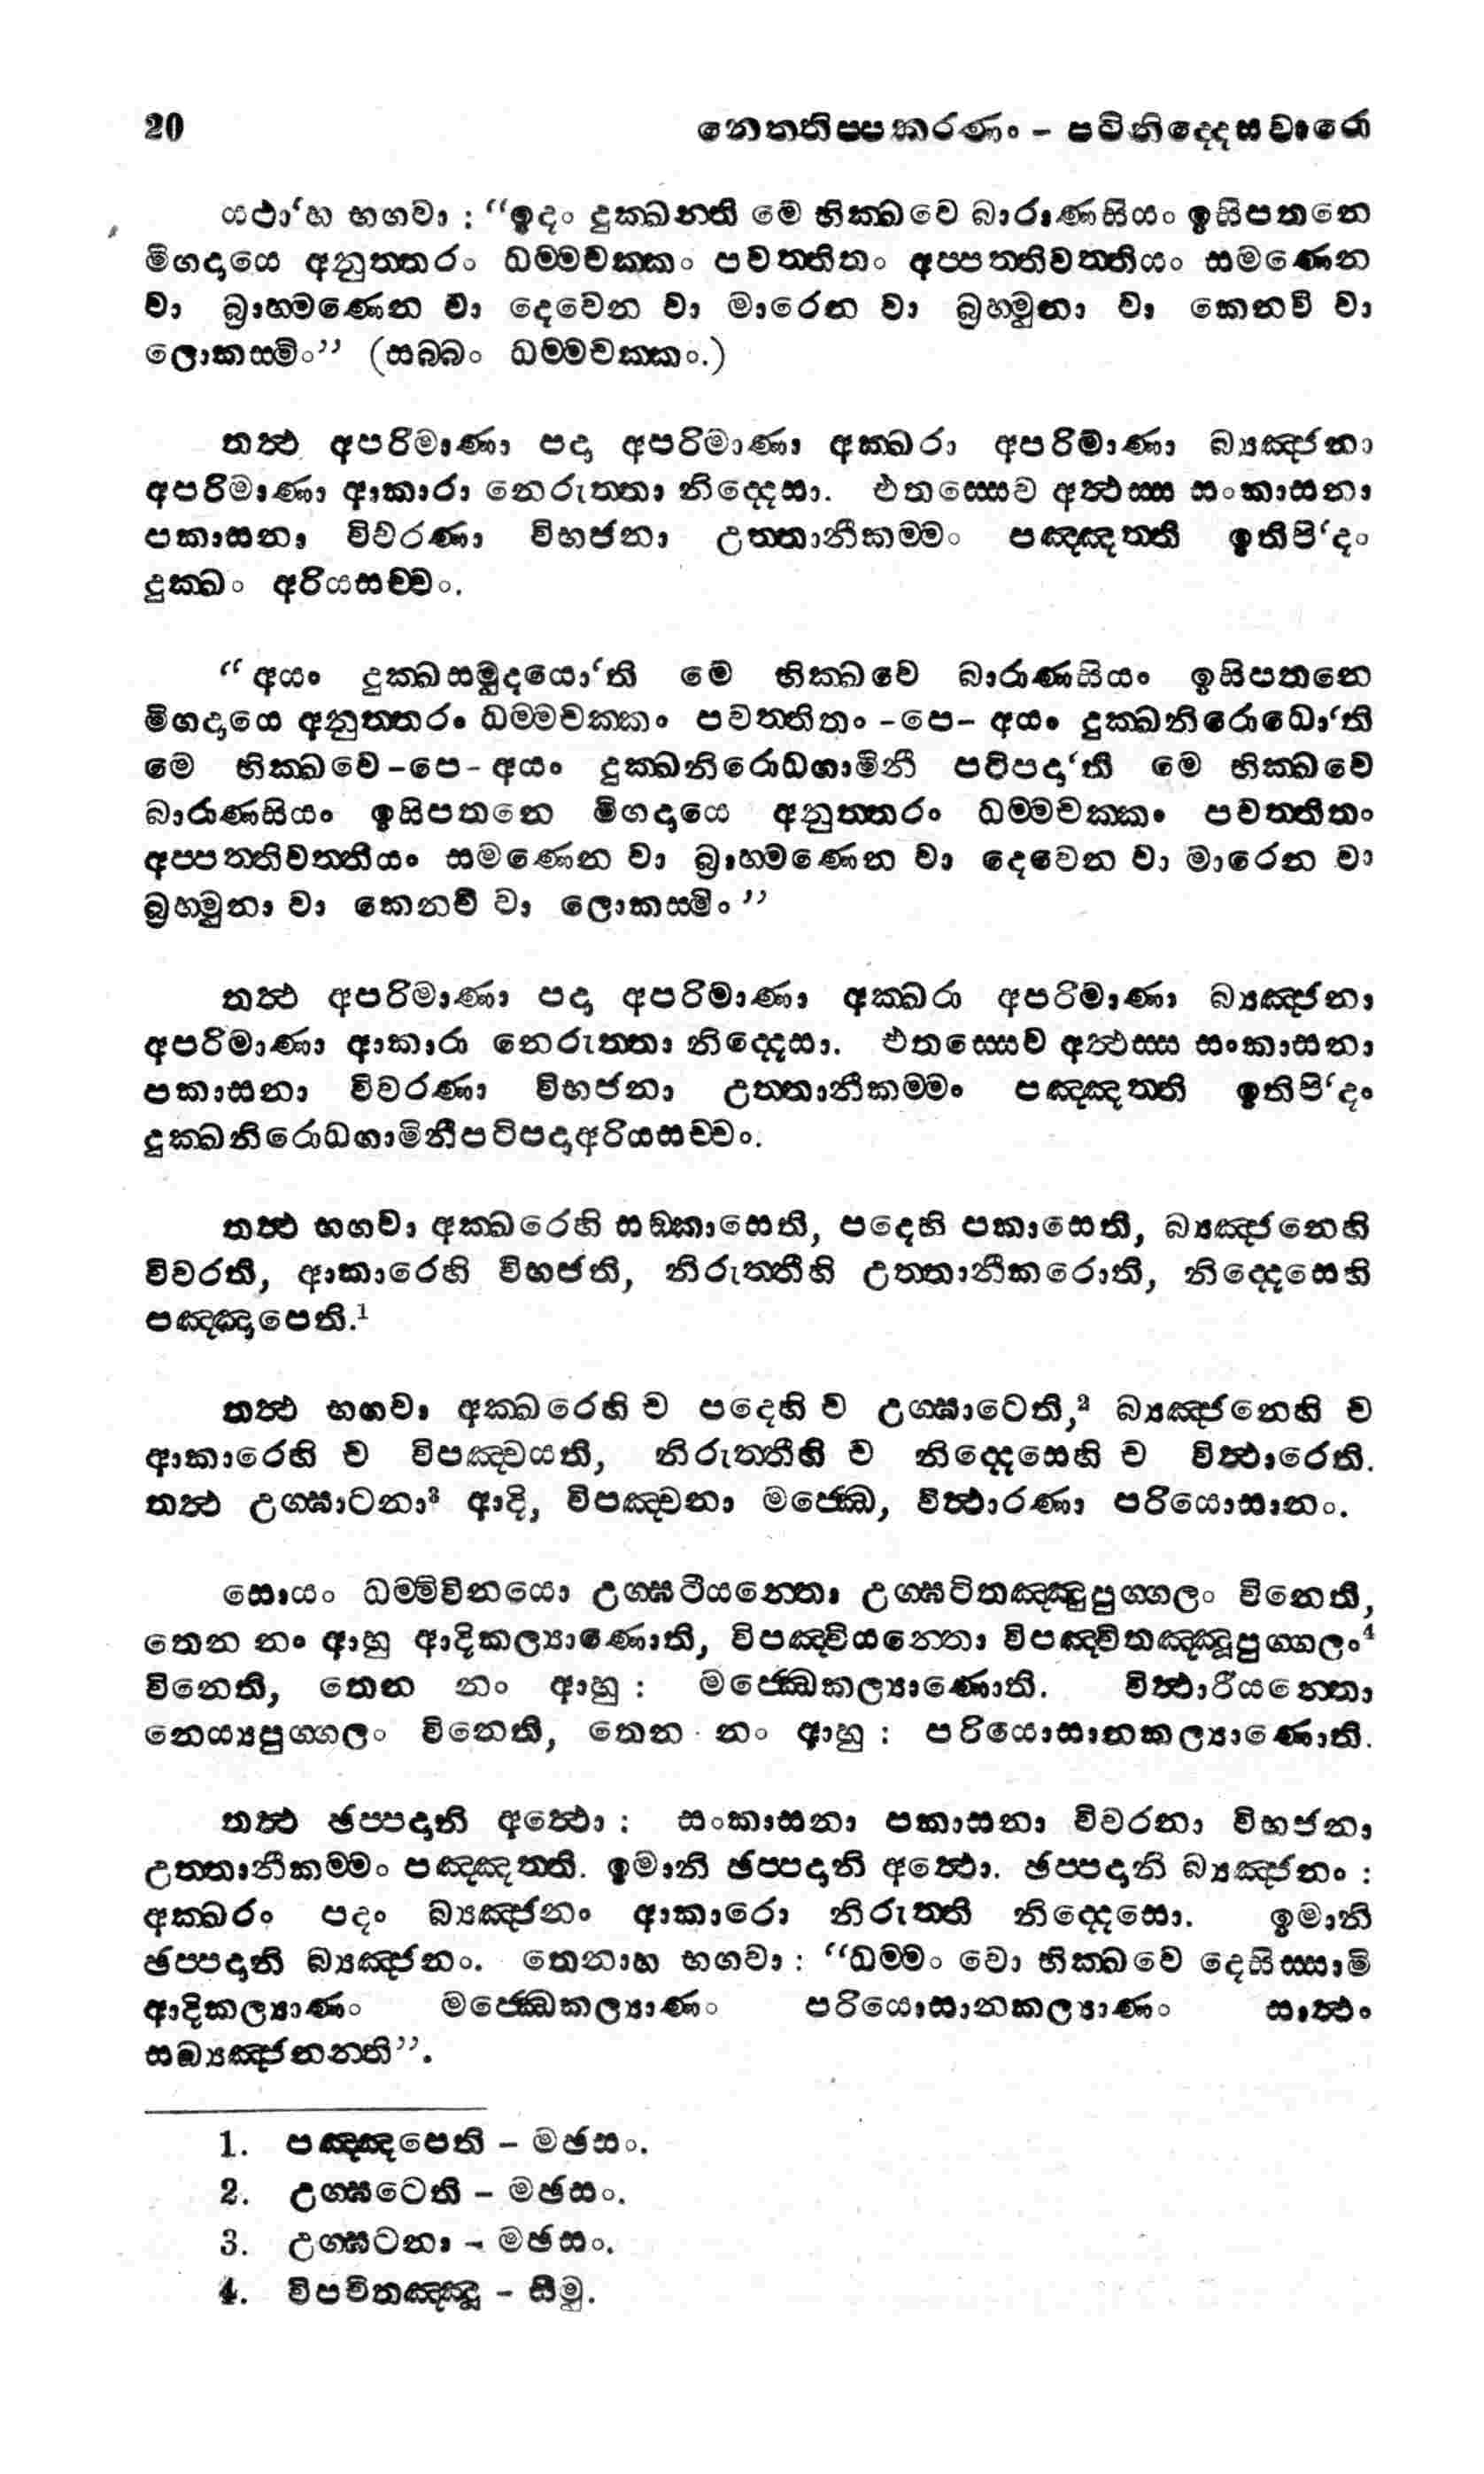 20 නෙත්තිප්පකරණං – පටිනිද්දෙසවාරො
යථා‘හ භගවා : “ඉදං දුක්ඛන්ති මෙ භික්ඛවෙ බාරාණසියං ඉසිපතනෙ
මිගදායෙ අනුත්තරං ධම්මචක්කං පවත්තිතං අප්පත්තිවත්තියං සමණෙන
වා බ්‍රාහ්මණෙන වා දෙවෙන වා මාරෙන වා බ්‍රහ්මුනා වා කෙනචි වා
ලොකස්මිං” (සබ්බං ධම්මචක්කං.)
තත්‍ථ අපරිමාණා පදා අපරිමාණා අක්ඛරා අපරිමාණා බ්‍යඤ්ජනා
අපරිමාණා ආකාරා නෙරුත්තා නිද්දෙසා. එතස්සෙව අත්‍ථස්ස සංකාසනා
පකාසනා විවරණා විභජනා උත්තානීකම්මං පඤ්ඤත්ති ඉතිපි‘දං
දුක්ඛං අරියසච්චං.
“අයං දුක්ඛසමුදයො‘ති මෙ භික්ඛවෙ බාරාණසියං ඉසිපතනෙ
මිගදායෙ අනුත්තරං ධම්මචක්කං පවත්තිතං -පෙ- අයං දුක්ඛනිරොධො‘ති
මෙ භික්ඛවෙ-පෙ- අයං දුක්ඛනිරොධගාමිනී පටිපදා‘ති මෙ භික්ඛවෙ
බාරාණසියං ඉසිපතනෙ මිගදායෙ අනුත්තරං ධම්මචක්කං පවත්තිතං
අප්පත්තිවත්තියං සමණෙන වා බ්‍රාහ්මණෙන වා දෙවෙන වා මාරෙන වා
බ්‍රහ්මුනා වා කෙනචි වා ලොකස්මිං”
තත්‍ථ අපරිමාණා පදා අපරිමාණා අක්ඛරා අපරිමාණා බ්‍යඤ්ජනා
අපරිමාණා ආකාරා නෙරුත්තා නිද්දෙසා. එතස්සෙව අත්‍ථස්ස සංකාසනා
පකාසනා විවරණා විභජනා උත්තානීකම්මං පඤ්ඤත්ති ඉතිපි‘දං
දුක්ඛනිරොධගාමිනීපටිපදාඅරියසච්චං.
තත්‍ථ භගවා අක්ඛරෙහි සඞ්කාසෙති, පදෙහි පකාසෙති, බ්‍යඤ්ජනෙහි
විවරති, ආකාරෙහි විභජති, නිරුත්තීහි උත්තානීකරොති, නිද්දෙසෙහි
පඤ්ඤාපෙති.1
තත්‍ථ භගවා අක්ඛරෙහි ච පදෙහි ච උග්ඝාටෙති,2 බ්‍යඤ්ජනෙහි ච
ආකාරෙහි ච විපඤ්චයති, නිරුත්තීහි ච නිද්දෙසෙහි ච විත්‍ථාරෙති.
තත්‍ථ උග්ඝාටනා3 ආදි, විපඤ්චනා මජ්ඣෙ, විත්‍ථාරණා පරියොසානං.
සොයං ධම්මවිනයො උග්ඝටීයන්තො උග්ඝටිතඤ්ඤුපුග්ගලං විනෙති,
තෙන නං ආහු ආදිකල්‍යාණොති, විපඤ්චියන්තො විපඤ්චිතඤ්ඤූපුග්ගලං4
විනෙති, තෙන නං ආහු : මජ්ඣෙකල්‍යාණොති. විත්‍ථාරීයන්තො
නෙය්‍යපුග්ගලං විනෙති, තෙන නං ආහු : පරියොසානකල්‍යාණොති.
තත්‍ථ ඡප්පදානි අත්‍ථො : සංකාසනා පකාසනා විවරනා විභජනා
උත්තානීකම්මං පඤ්ඤත්ති. ඉමානි ඡප්පදානි අත්‍ථො. ඡප්පදානි බ්‍යඤ්ජනං :
අක්ඛරං පදං බ්‍යඤ්ජනං ආකාරො නිරුත්ති නිද්දෙසො. ඉමානි
ඡප්පදානි බ්‍යඤ්ජනං. තෙනාහ භගවා : “ධම්මං වො භික්ඛවෙ දෙසිස්සාමි
ආදිකල්‍යාණං මජ්ඣෙකල්‍යාණං පරියොසානකල්‍යාණං සාත්‍ථං
සබ්‍යඤ්ජනන්ති”.
1. පඤ්ඤපෙති – මඡසං.
2. උග්ඝටෙති – මඡසං.
3. උග්ඝටනා – මඡසං.
4. විපචිතඤ්ඤූ – සීමු.